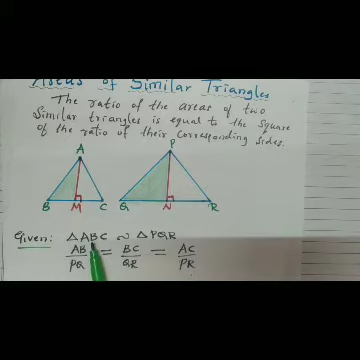 Areas of Similar Triangles
The ratio of the areas of two
Similar triangles is equal to the Square
of the ratio of their corresponding sides.
A
P
B M C
Q N R
Given: △ABC ~ △PQR
AB/PQ = BC/QR = AC/PR